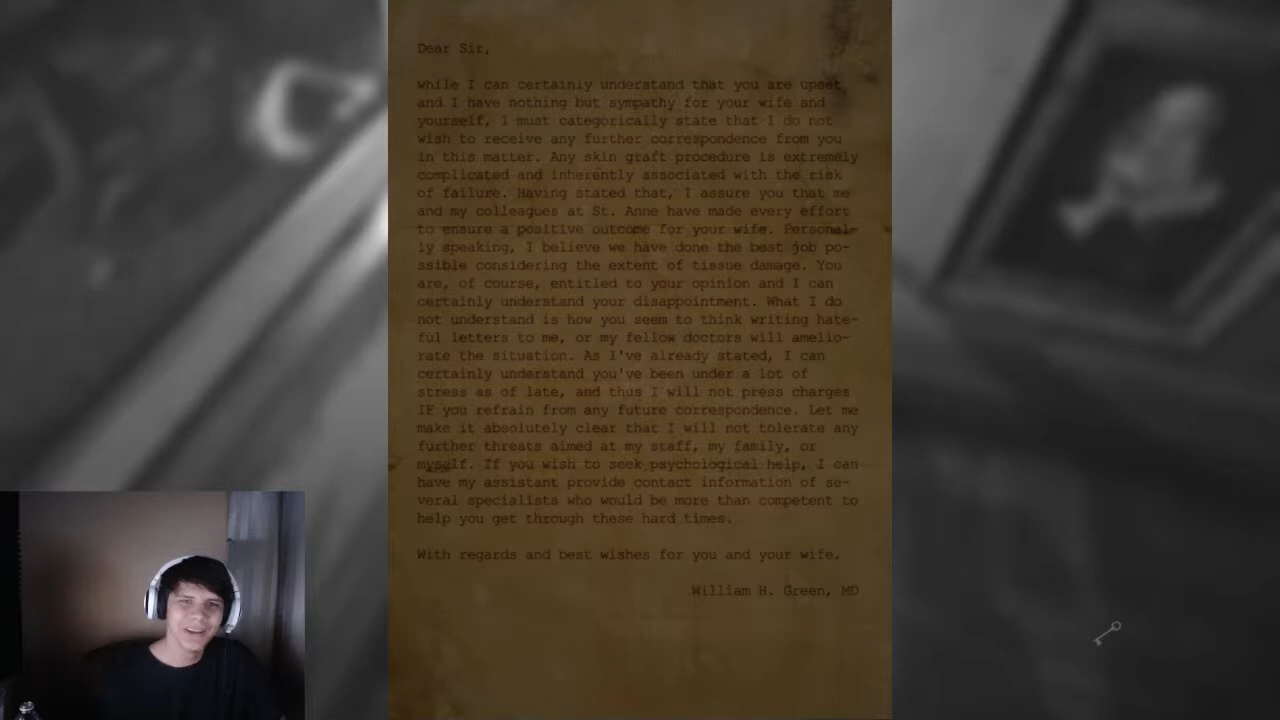 Dear Sir,
while I can certainly understand that you are upset
and I have nothing but sympathy for your wife and
yourself, I must categorically state that I do not
wish to receive any further correspondence from you
in this matter. Any skin graft procedure is extremely
complicated and inherently associated with the risk
of failure. Having stated that, I assure you that me
and my colleagues at St. Anne have made every effort
to ensure a positive outcome for your wife. Personal-
ly speaking, I believe we have done the best job po-
ssible considering the extent of tissue damage. You
are, of course, entitled to your opinion and I can
certainly understand your disappointment. What I do
not understand is how you seem to think writing hate-
ful letters to me, or my fellow doctors will amelio-
rate the situation. As I've already stated, I can
certainly understand you've been under a lot of
stress as of late, and thus I will not press charges
IF you refrain from any future correspondence. Let me
make it absolutely clear that I will not tolerate any
further threats aimed at my staff, my family, or
myself. If you wish to seek psychological help, I can
have my assistant provide contact information of se-
veral specialists who would be more than competent to
help you get through these hard times.
With regards and best wishes for you and your wife.
William H. Green, MD